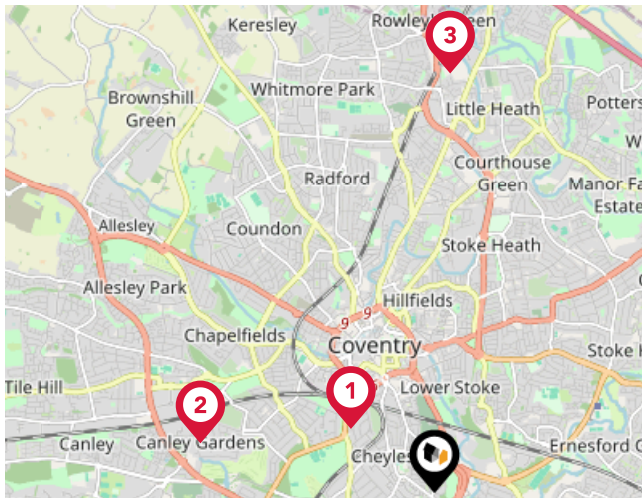 Keresley
Rowley's Green
3
Whitmore Park
Brownshill
Green
Little Heath
Potters
Courthouse
Green
Radford
Manor Fa
Estate
Allesley
Coundon
Stoke Heath
Allesley Park
Hillfields
9
9
Chapelfields
Coventry
Stoke H
Tile Hill
2
1
Lower Stoke
Canley
Canley Gardens
Cheyles
Ernesford G